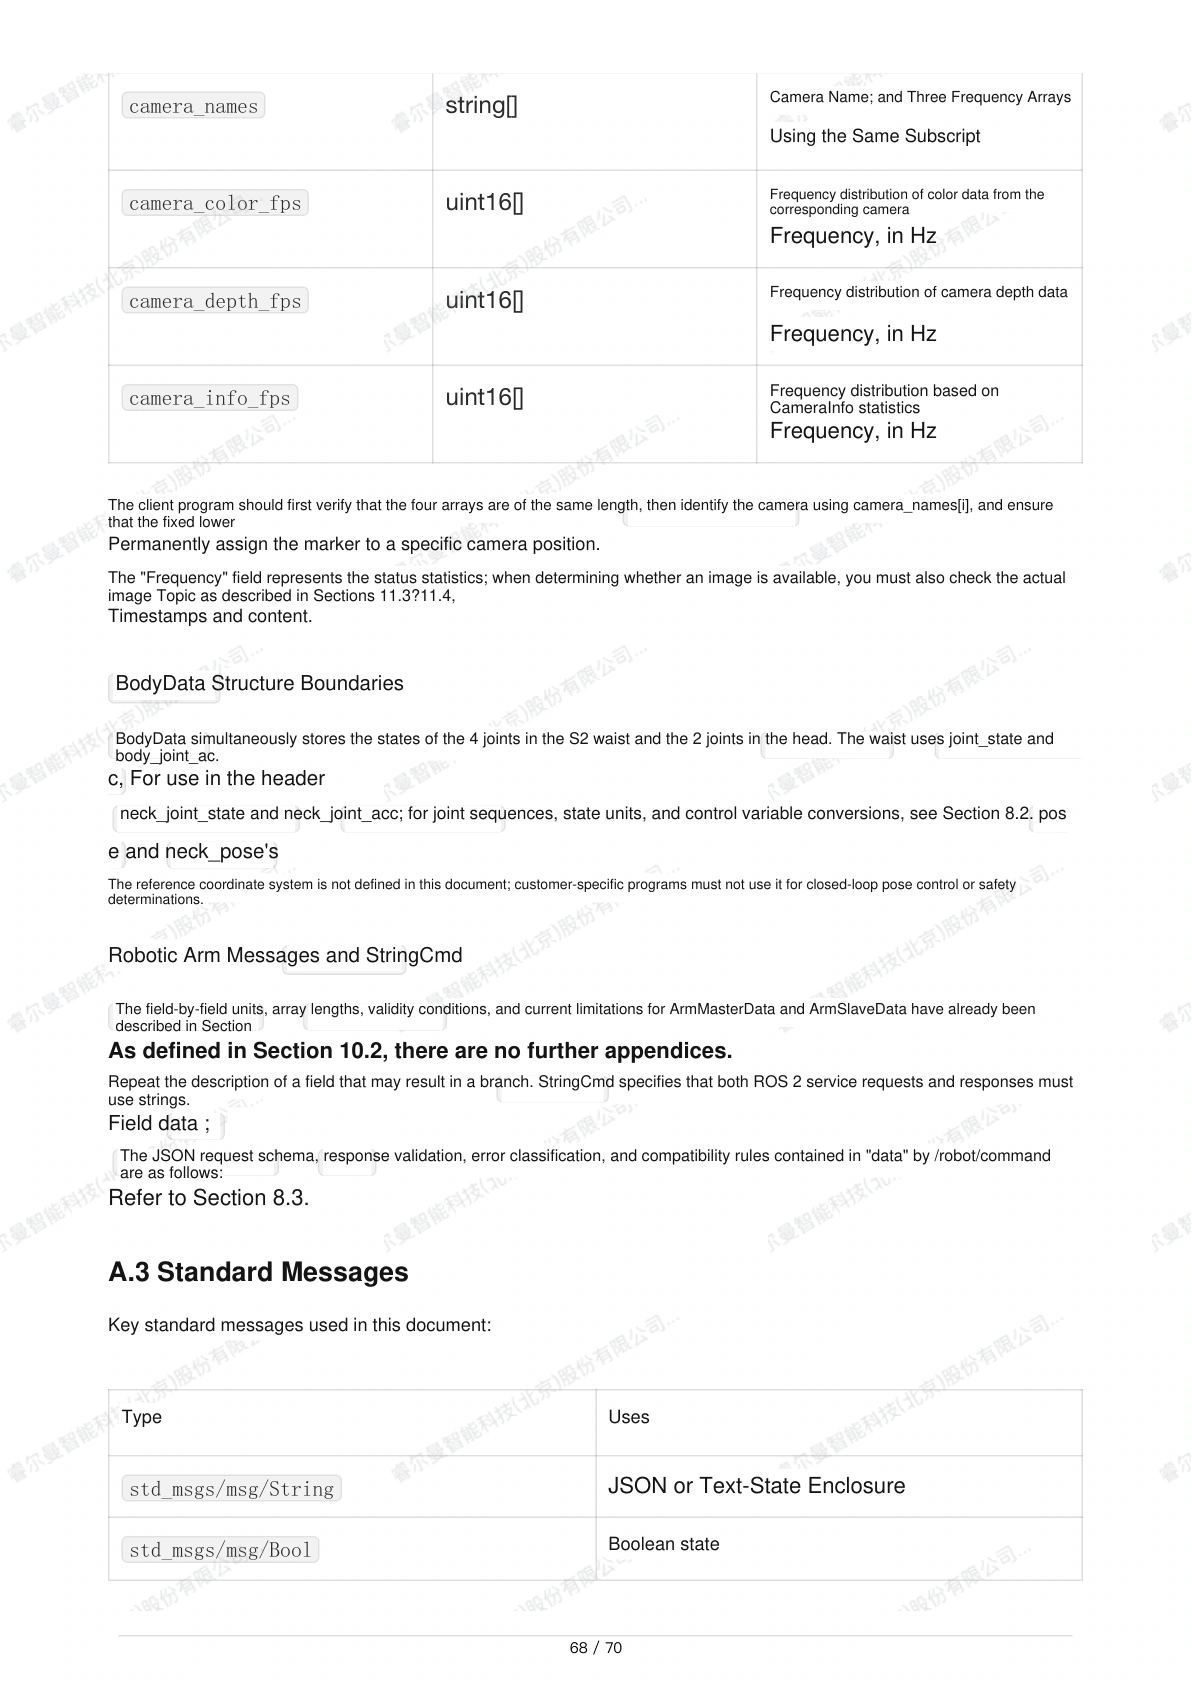 camera_names
string[]
Camera Name; and Three Frequency Arrays
Using the Same Subscript
camera_color_fps
uint16[]
Frequency distribution of color data from the
corresponding camera
Frequency, in Hz
camera_depth_fps
uint16[]
Frequency distribution of camera depth data
Frequency, in Hz
camera_info_fps
uint16[]
Frequency distribution based on
CameraInfo statistics
Frequency, in Hz
The client program should first verify that the four arrays are of the same length, then identify the camera using camera_names[i], and ensure
that the fixed lower
Permanently assign the marker to a specific camera position.
The "Frequency" field represents the status statistics; when determining whether an image is available, you must also check the actual
image Topic as described in Sections 11.3?11.4,
Timestamps and content.
BodyData Structure Boundaries
BodyData simultaneously stores the states of the 4 joints in the S2 waist and the 2 joints in the head. The waist uses joint_state and
body_joint_ac.
c, For use in the header
neck_joint_state and neck_joint_acc; for joint sequences, state units, and control variable conversions, see Section 8.2. pos
e and neck_pose's
The reference coordinate system is not defined in this document; customer-specific programs must not use it for closed-loop pose control or safety
determinations.
Robotic Arm Messages and StringCmd
The field-by-field units, array lengths, validity conditions, and current limitations for ArmMasterData and ArmSlaveData have already been
described in Section
As defined in Section 10.2, there are no further appendices.
Repeat the description of a field that may result in a branch. StringCmd specifies that both ROS 2 service requests and responses must
use strings.
Field data ;
The JSON request schema, response validation, error classification, and compatibility rules contained in "data" by /robot/command
are as follows:
Refer to Section 8.3.
A.3 Standard Messages
Key standard messages used in this document:
Type
Uses
std_msgs/msg/String
JSON or Text-State Enclosure
std_msgs/msg/Bool
Boolean state
68 / 70
睿尔曼智能科技(北京)股份有限公司...